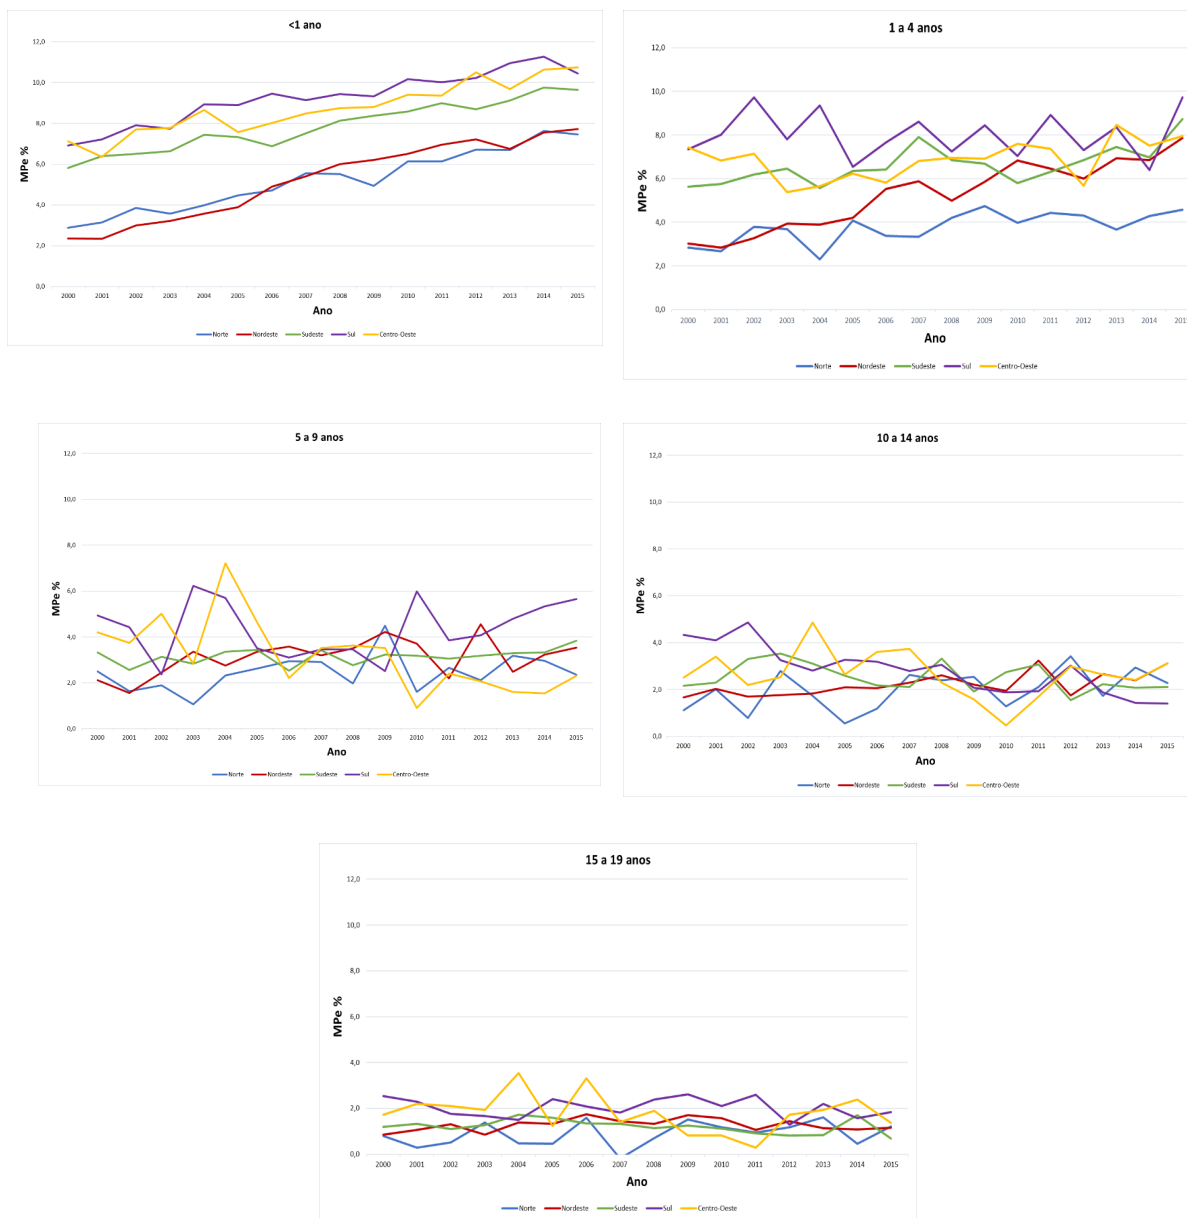 <1 ano
12,0
10,0
8,0
6,0
4,0
2,0
0,0
MPe %
2000 2001 2002 2003 2004 2005 2006 2007 2008 2009 2010 2011 2012 2013 2014 2015
Ano
Norte Nordeste Sudeste Sul Centro-Oeste
1 a 4 anos
12,0
10,0
8,0
6,0
4,0
2,0
0,0
MPe %
2000 2001 2002 2003 2004 2005 2006 2007 2008 2009 2010 2011 2012 2013 2014 2015
Ano
Norte Nordeste Sudeste Sul Centro-Oeste
5 a 9 anos
12,0
10,0
8,0
6,0
4,0
2,0
0,0
MPe %
2000 2001 2002 2003 2004 2005 2006 2007 2008 2009 2010 2011 2012 2013 2014 2015
Ano
Norte Nordeste Sudeste Sul Centro-Oeste
10 a 14 anos
12,0
10,0
8,0
6,0
4,0
2,0
0,0
MPe %
2000 2001 2002 2003 2004 2005 2006 2007 2008 2009 2010 2011 2012 2013 2014 2015
Ano
Norte Nordeste Sudeste Sul Centro-Oeste
15 a 19 anos
12,0
10,0
8,0
6,0
4,0
2,0
0,0
MPe %
2000 2001 2002 2003 2004 2005 2006 2007 2008 2009 2010 2011 2012 2013 2014 2015
Ano
Norte Nordeste Sudeste Sul Centro-Oeste